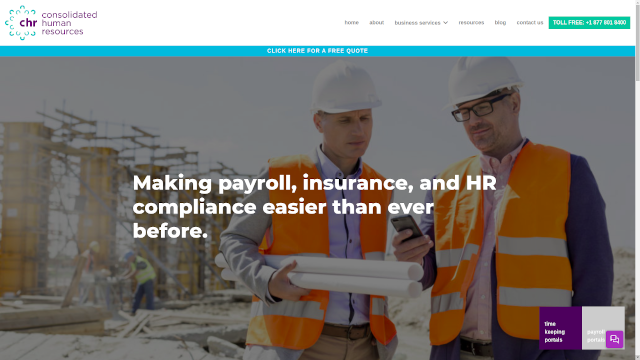 chr consolidated
human
resources
home about business services resources blog contact us TOLL FREE: +1 877 801 8400
CLICK HERE FOR A FREE QUOTE
Making payroll, insurance, and HR
compliance easier than ever
before.
time
keeping
portals
payroll
portals